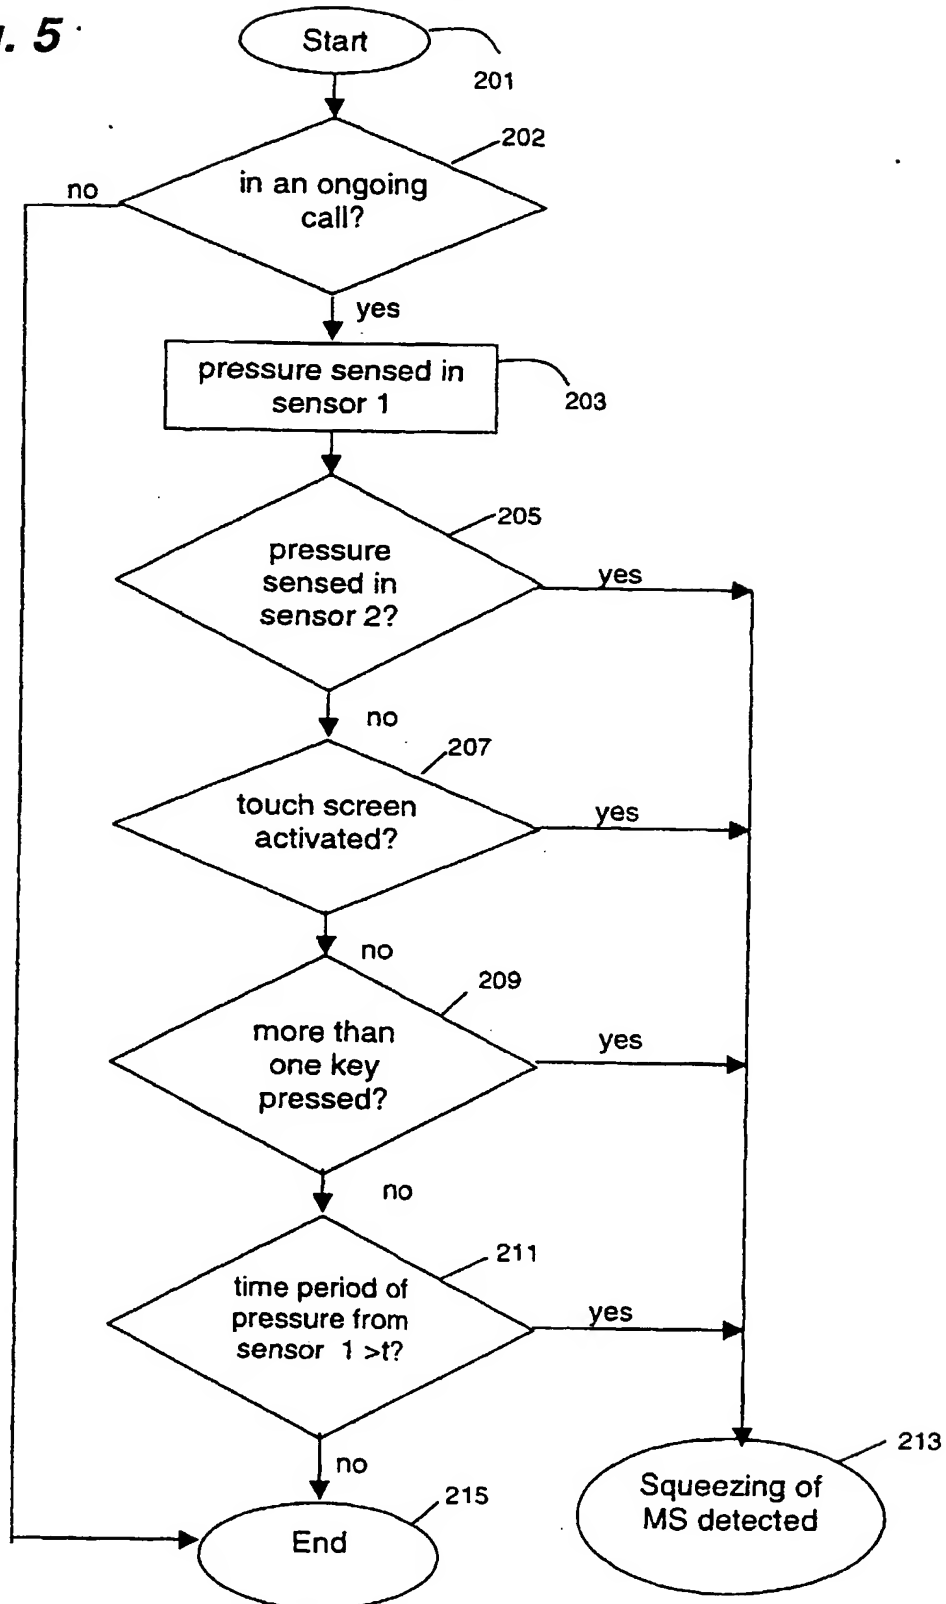 . 5
Start
201
202
no
in an ongoing
call?
yes
pressure sensed in
sensor 1
203
205
pressure
sensed in
sensor 2?
yes
no
207
touch screen
activated?
yes
no
209
more than
one key
pressed?
yes
no
211
time period of
pressure from
sensor 1 >t?
yes
no
213
Squeezing of
MS detected
215
End